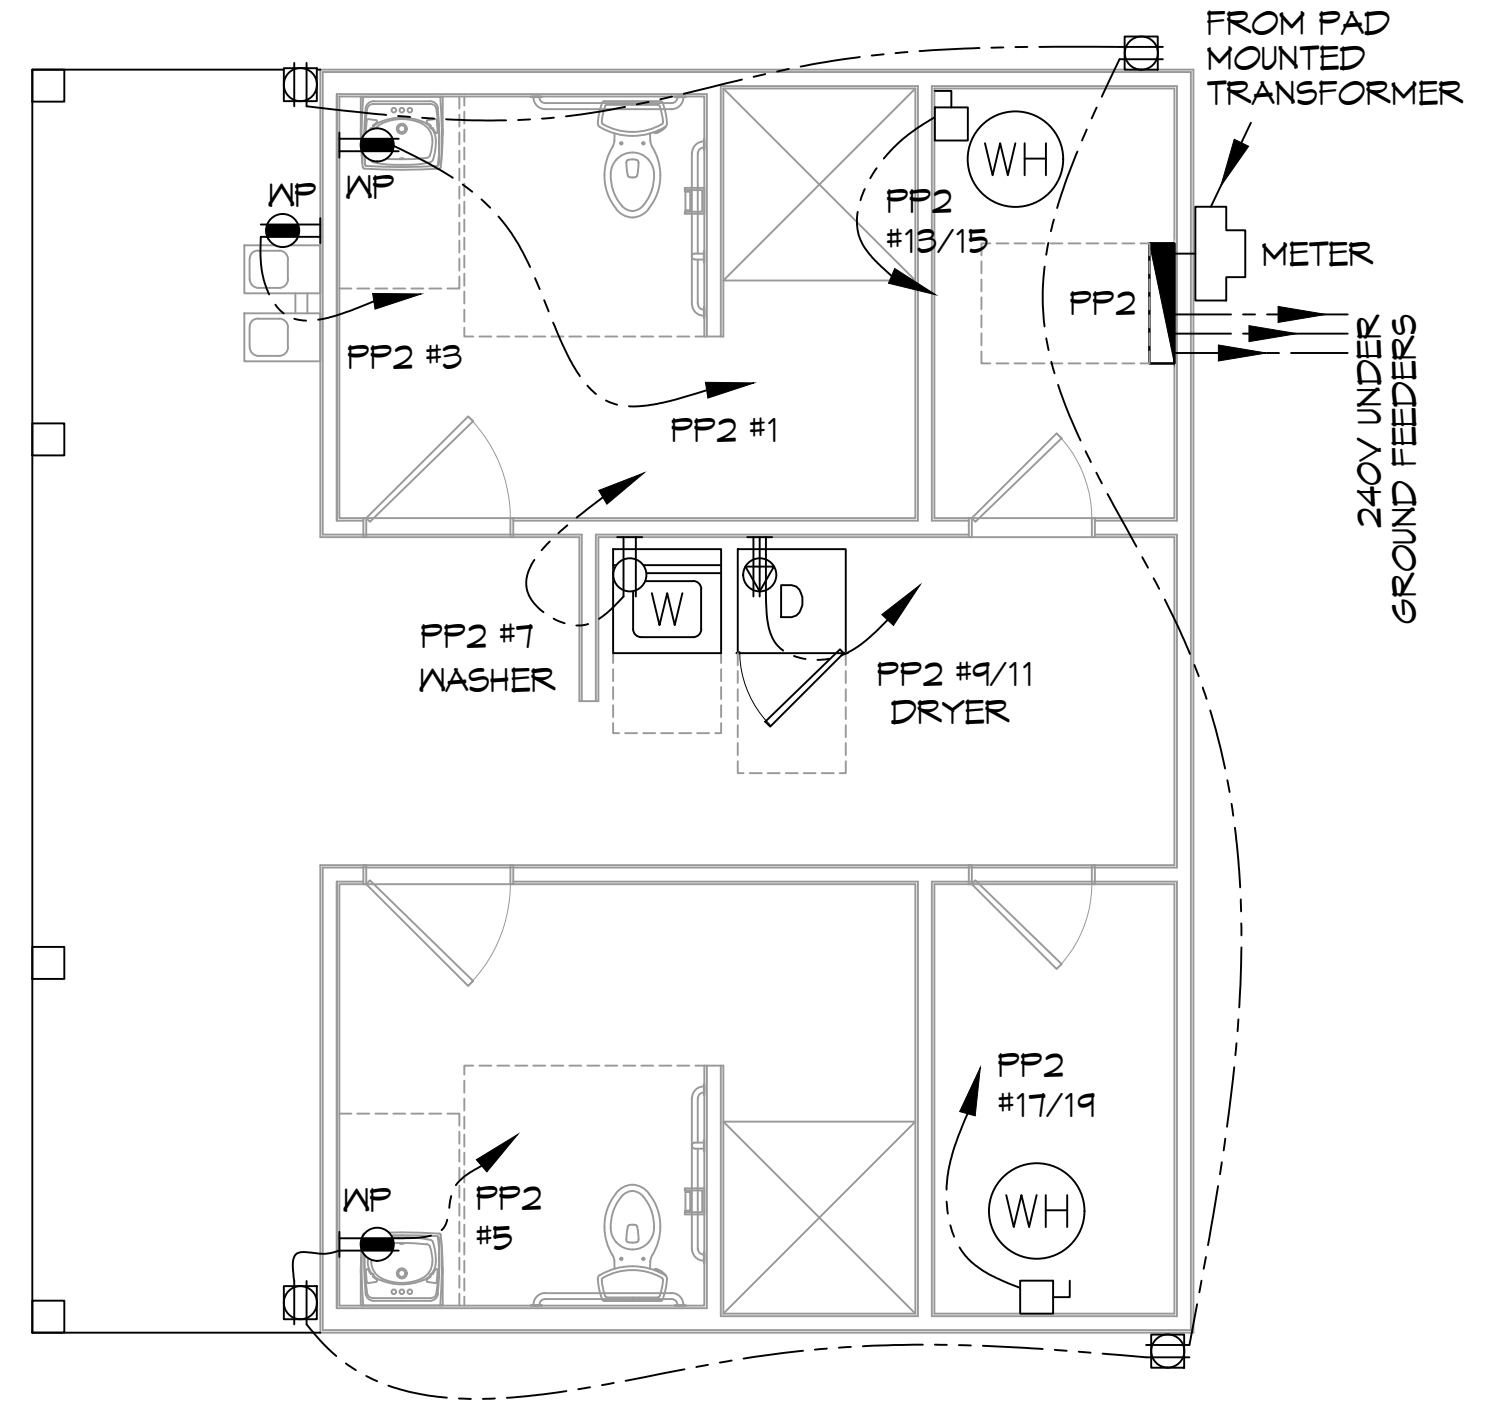 FROM PAD
MOUNTED
TRANSFORMER
WH
WP
WP
PP2
#13/15
METER
PP2
PP2 #3
240V UNDER
GROUND FEEDERS
PP2 #1
PP2 #7
WASHER
W
D
PP2 #9/11
DRYER
PP2
#17/19
WP
PP2
#5
WH